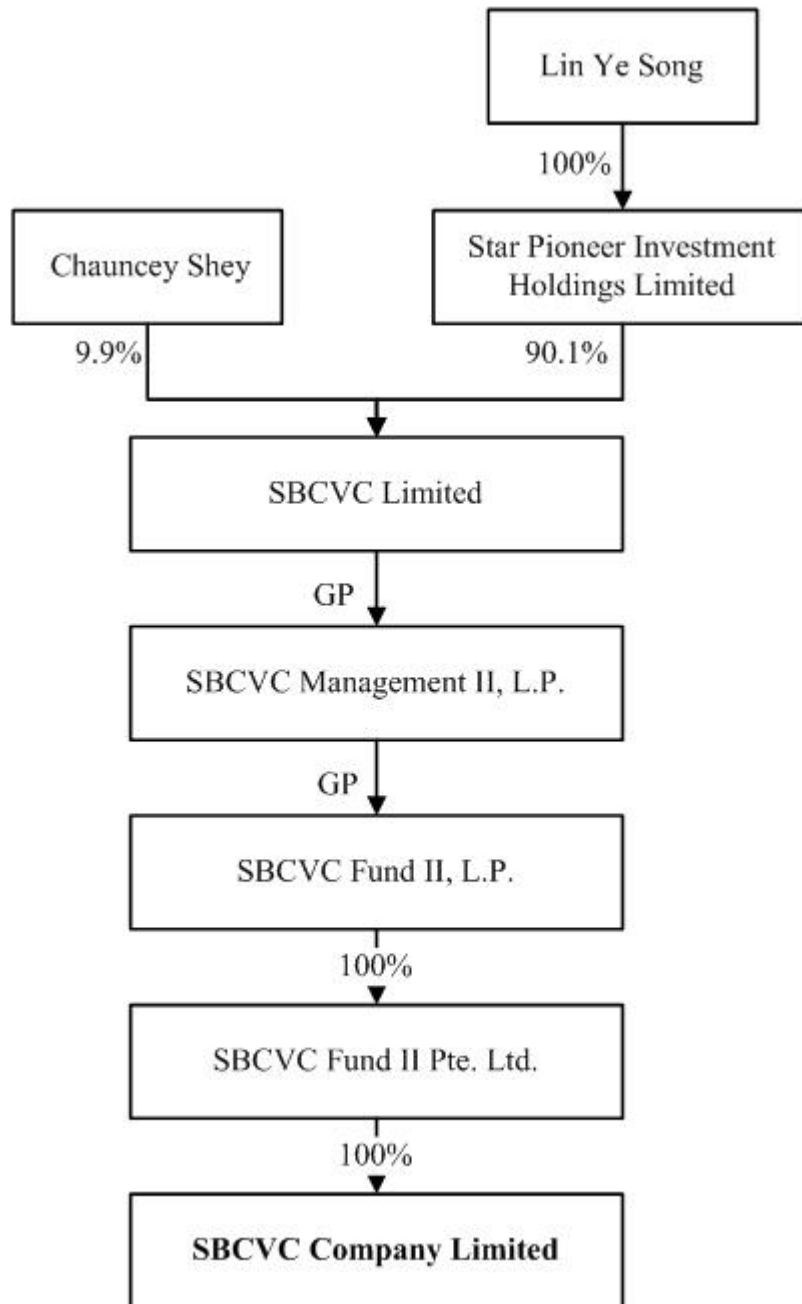 Lin Ye Song
100%
Chauncey Shey
Star Pioneer Investment
Holdings Limited
9.9%
90.1%
SBCVC Limited
GP
SBCVC Management II, L.P.
GP
SBCVC Fund II, L.P.
100%
SBCVC Fund II Pte. Ltd.
100%
SBCVC Company Limited